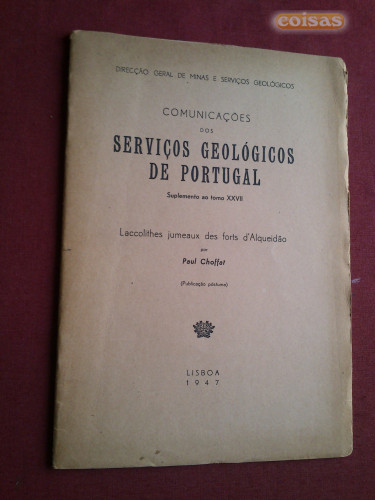 coisas
DIRECÇÃO GERAL DE MINAS E SERVIÇOS GEOLÓGICOS
COMUNICAÇÕES
DOS
SERVIÇOS GEOLÓGICOS
DE PORTUGAL
Suplemento ao tomo XXVII
Laccolithes jumeaux des forts d'Alqueidão
por
Paul Choffat
(Publicação póstuma)
LISBOA
1947